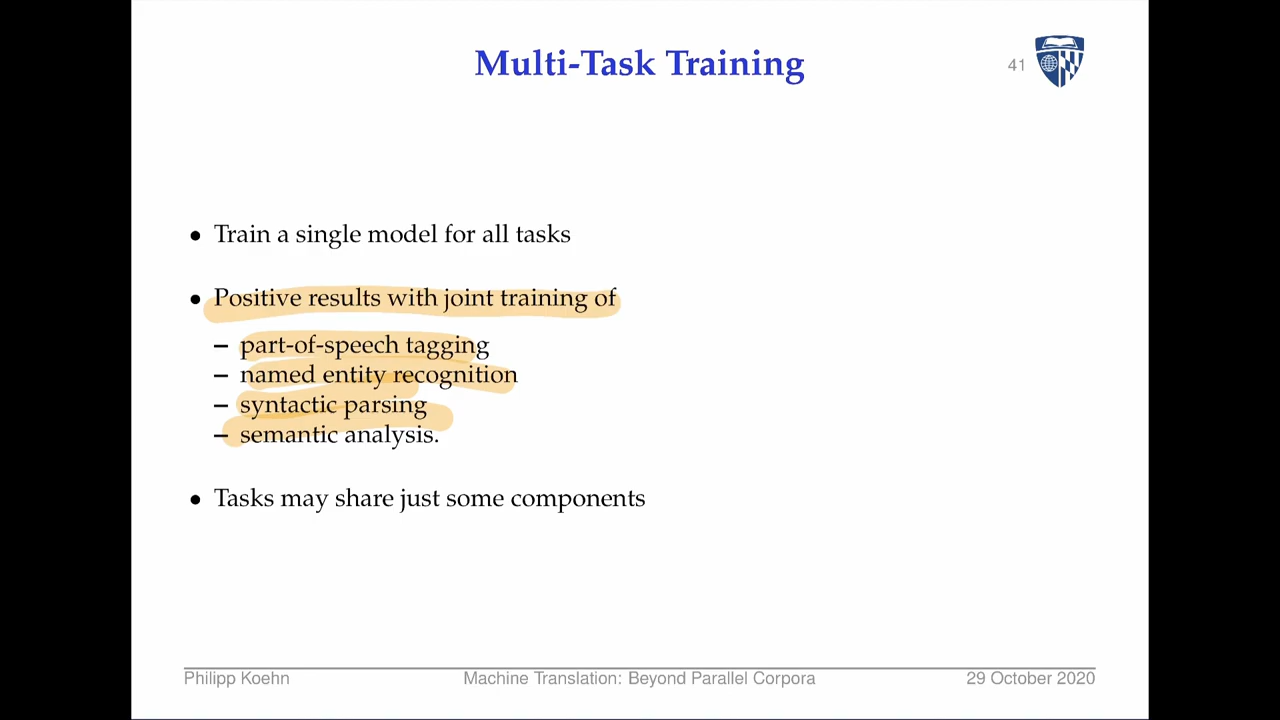 Multi-Task Training
41
• Train a single model for all tasks
• Positive results with joint training of
– part-of-speech tagging
– named entity recognition
– syntactic parsing
– semantic analysis.
• Tasks may share just some components
Philipp Koehn Machine Translation: Beyond Parallel Corpora 29 October 2020